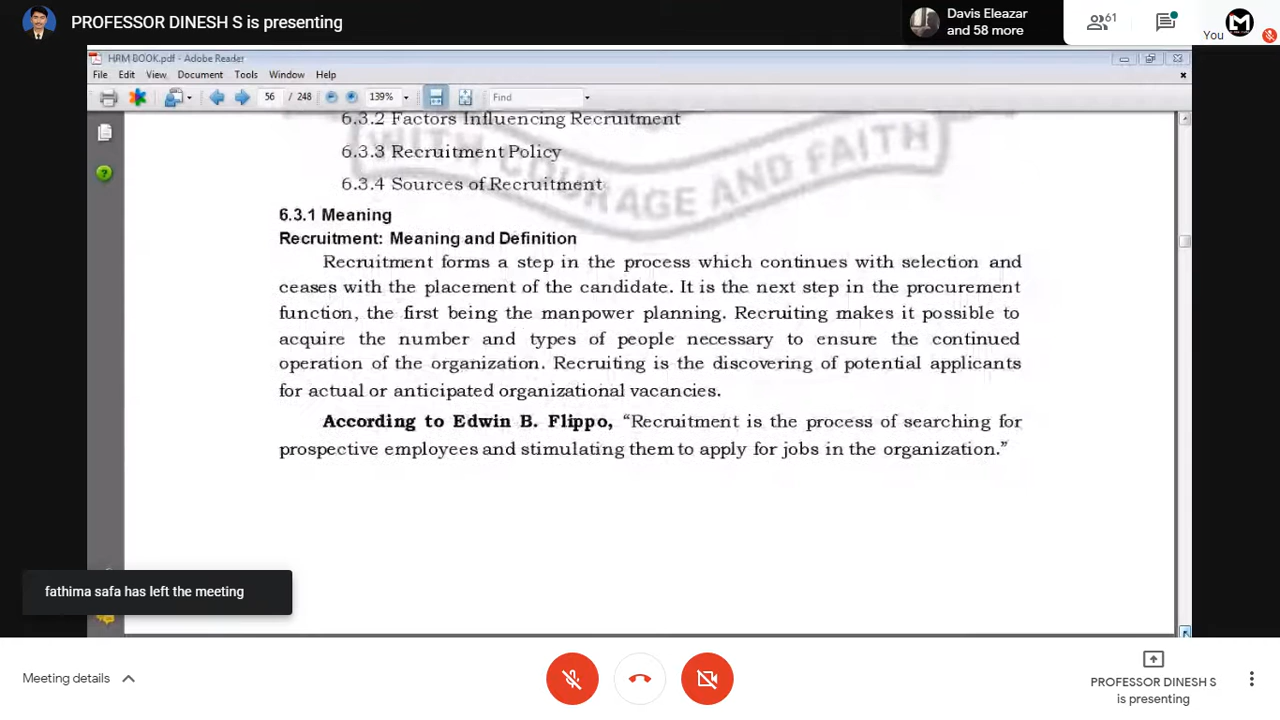 PROFESSOR DINESH S is presenting
Davis Eleazar
and 58 more
61
You
HRM BOOK.pdf - Adobe Reader
File Edit View Document Tools Window Help
56 / 248 139% Find
6.3.2 Factors Influencing Recruitment
6.3.3 Recruitment Policy
6.3.4 Sources of Recruitment
WITH COURAGE AND FAITH
6.3.1 Meaning
Recruitment: Meaning and Definition
Recruitment forms a step in the process which continues with selection and
ceases with the placement of the candidate. It is the next step in the procurement
function, the first being the manpower planning. Recruiting makes it possible to
acquire the number and types of people necessary to ensure the continued
operation of the organization. Recruiting is the discovering of potential applicants
for actual or anticipated organizational vacancies.
According to Edwin B. Flippo, “Recruitment is the process of searching for
prospective employees and stimulating them to apply for jobs in the organization.”
fathima safa has left the meeting
Meeting details
PROFESSOR DINESH S
is presenting